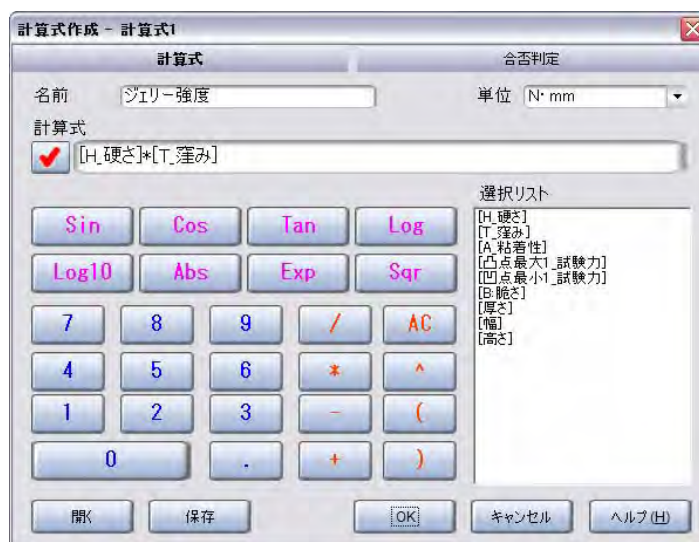 計算式作成 - 計算式1
計算式 合否判定
名前 ジェリー強度 単位 N・mm
計算式
[H_硬さ]*[T_窪み]
選択リスト
[H_硬さ]
[T_窪み]
[A_粘着性]
[凸点最大1_試験力]
[凹点最小1_試験力]
[B:脆さ]
[厚さ]
[幅]
[高さ]
Sin Cos Tan Log
Log10 Abs Exp Sqr
7 8 9 / AC
4 5 6 * ^
1 2 3 - (
0 . + )
開く 保存 OK キャンセル ヘルプ(H)